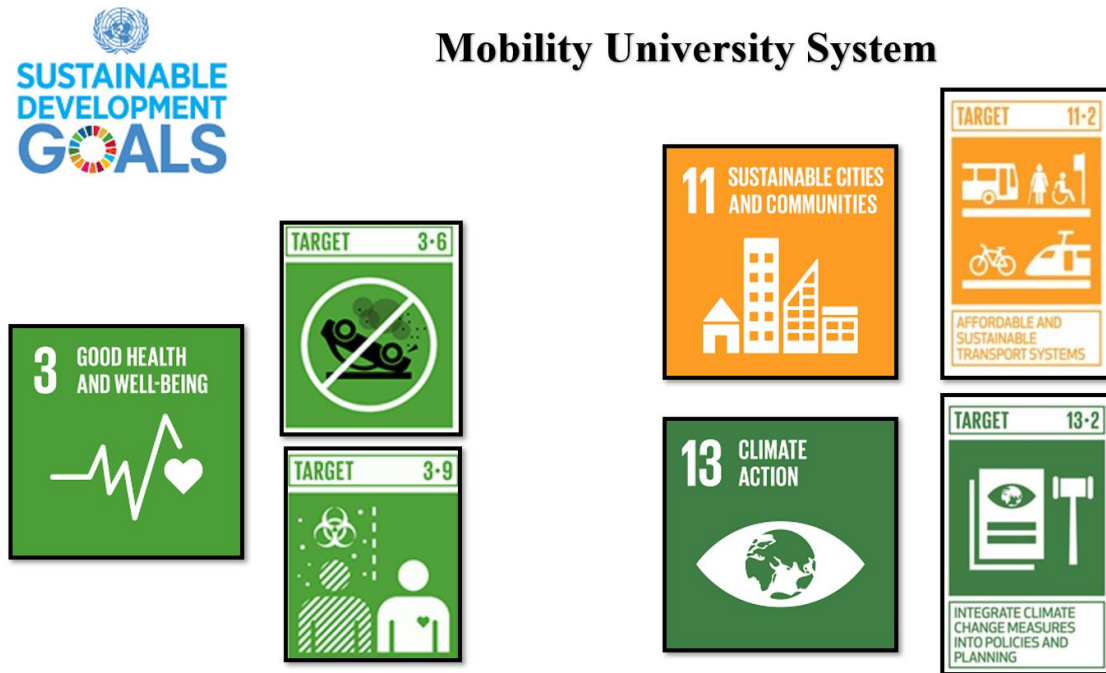 SUSTAINABLE
DEVELOPMENT
GOALS
Mobility University System
3 GOOD HEALTH
AND WELL-BEING
TARGET 3·6
TARGET 3·9
11 SUSTAINABLE CITIES
AND COMMUNITIES
TARGET 11·2
AFFORDABLE AND
SUSTAINABLE
TRANSPORT SYSTEMS
13 CLIMATE
ACTION
TARGET 13·2
INTEGRATE CLIMATE
CHANGE MEASURES
INTO POLICIES AND
PLANNING